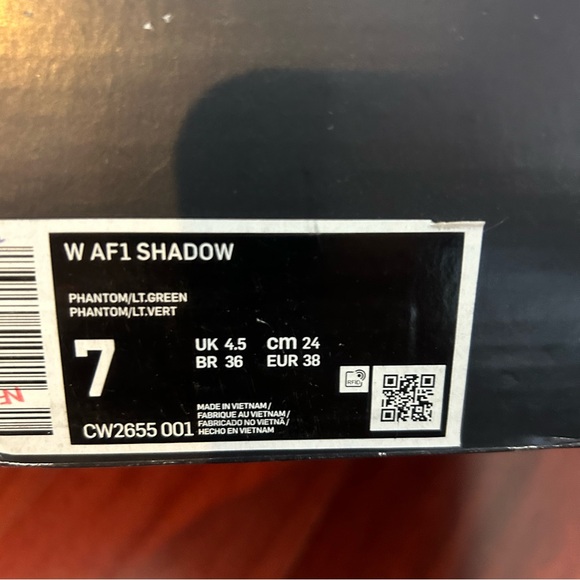 W AF1 SHADOW
PHANTOM/LT.GREEN
PHANTOM/LT.VERT
7
UK 4.5 cm 24
BR 36 EUR 38
RFID
CW2655 001
MADE IN VIETNAM/
FABRIQUE AU VIETNAM/
FABRICADO NO VIETNÃ/
HECHO EN VIETNAM